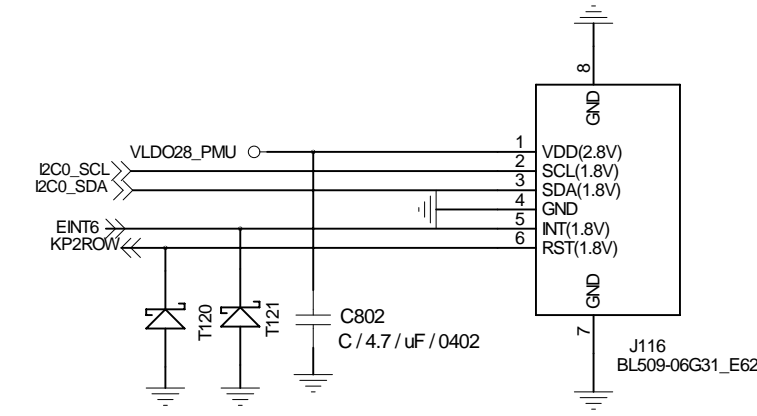 8
GND
VLDO28_PMU
1
VDD(2.8V)
I2C0_SCL
2
SCL(1.8V)
I2C0_SDA
3
SDA(1.8V)
4
GND
EINT6
5
INT(1.8V)
KP2ROW
6
RST(1.8V)
GND
7
T120
T121
C802
C / 4.7 / uF / 0402
J116
BL509-06G31_E62